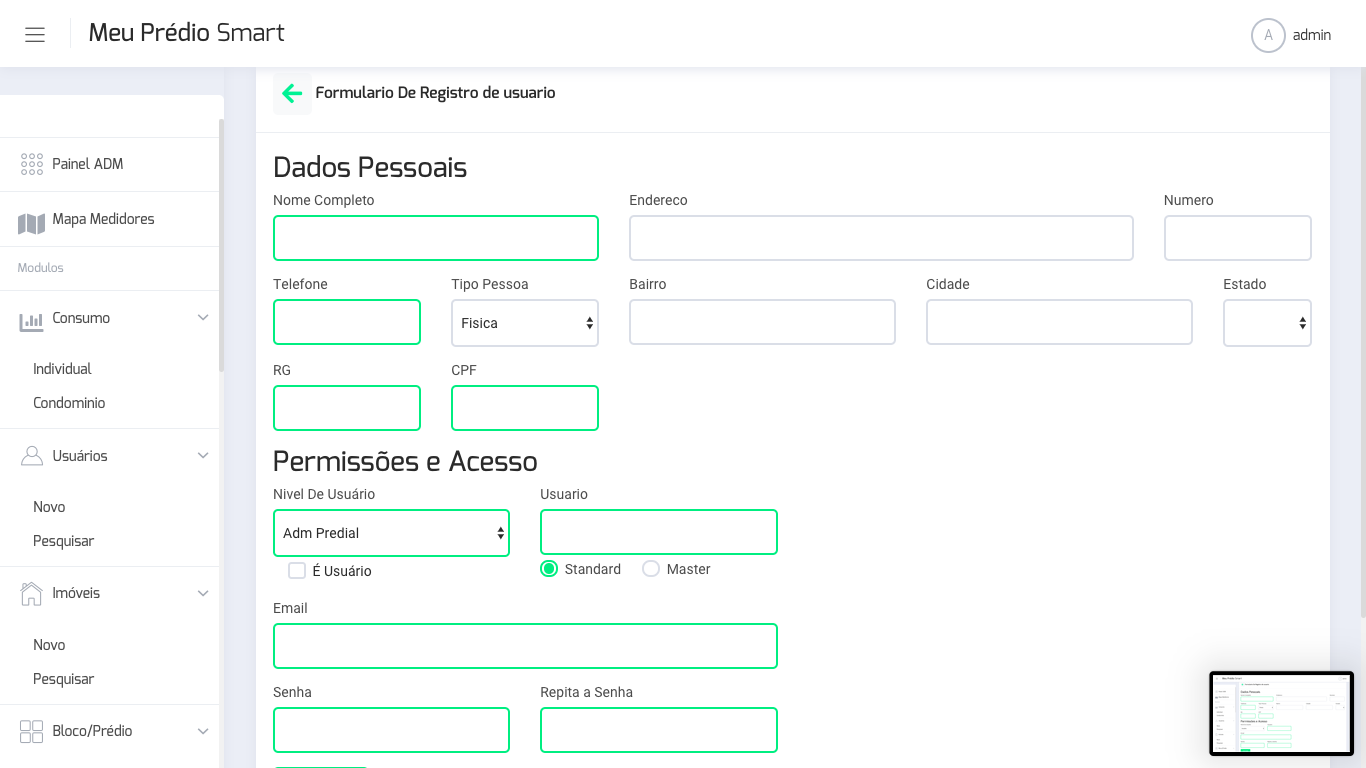 Meu Prédio Smart
A admin
Formulario De Registro de usuario
Painel ADM
Mapa Medidores
Modulos
Consumo
Individual
Condominio
Usuários
Novo
Pesquisar
Imóveis
Novo
Pesquisar
Bloco/Prédio
Dados Pessoais
Nome Completo Endereco Numero
Telefone Tipo Pessoa Bairro Cidade Estado
Fisica
RG CPF
Permissões e Acesso
Nivel De Usuário Usuario
Adm Predial
É Usuário Standard Master
Email
Senha Repita a Senha